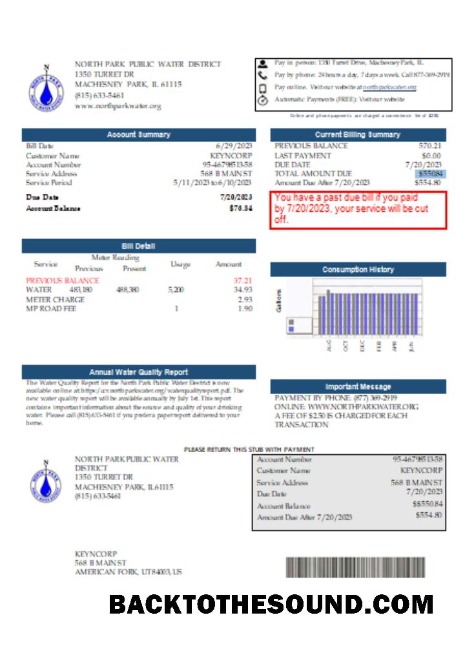 NORTH PARK PUBLIC WATER DISTRICT
1350 TURRET DR
MACHESNEY PARK, IL 61115
(815) 633-5461
www.northparkwater.org
Pay in person: 1350 Turret Drive, Machesney Park, IL
Pay by phone: 24 hours a day, 7 days a week. Call 877-369-2919
Pay online. Visit our website at northparkwater.org
Automatic Payments (FREE): Visit our website
Online and phone payments are charged a convenience fee of
NORTH PARK
WATER DISTRICT
Account Summary
Bill Date 6/29/2023
Customer Name KEYNCORP
Account Number 95-46798513-58
Service Address 568 B MAIN ST
Service Period 5/11/2023 to 6/10/2023
Due Date 7/20/2023
Account Balance $70.84
Current Billing Summary
PREVIOUS BALANCE 570.21
LAST PAYMENT $0.00
DUE DATE 7/20/2023
TOTAL AMOUNT DUE $550.84
Amount Due After 7/20/2023 $554.80
You have a past due bill if you paid
by 7/20/2023, your service will be cut
off.
Bill Detail
Meter Reading
Service Previous Present Usage Amount
PREVIOUS BALANCE 37.21
WATER 483,180 488,380 5,200 34.93
METER CHARGE 2.93
MP ROAD FEE 1 1.90
Consumption History
Gallons
AUG OCT DEC FEB APR JUN
Annual Water Quality Report
The Water Quality Report for the North Park Public Water District is now
available online at https://arc.northparkwater.org/waterqualityreport.pdf. The
new water quality report will be available annually by July 1st. This report
contains important information about the source and quality of your drinking
water. Please call (815) 633-5461 if you prefer a paper report delivered to your
home.
Important Message
PAYMENT BY PHONE: (877) 369-2919
ONLINE: WWW.NORTHPARKWATER.ORG
A FEE OF $2.50 IS CHARGED FOR EACH
TRANSACTION
PLEASE RETURN THIS STUB WITH PAYMENT
NORTH PARK PUBLIC WATER
DISTRICT
1350 TURRET DR
MACHESNEY PARK, IL 61115
(815) 633-5461
Account Number 95-46798513-58
Customer Name KEYNCORP
Service Address 568 B MAIN ST
Due Date 7/20/2023
Account Balance $$550.84
Amount Due After 7/20/2023 $554.80
KEYNCORP
568 B MAIN ST
AMERICAN FORK, UT 84003, US
BACKTOTHESOUND.COM